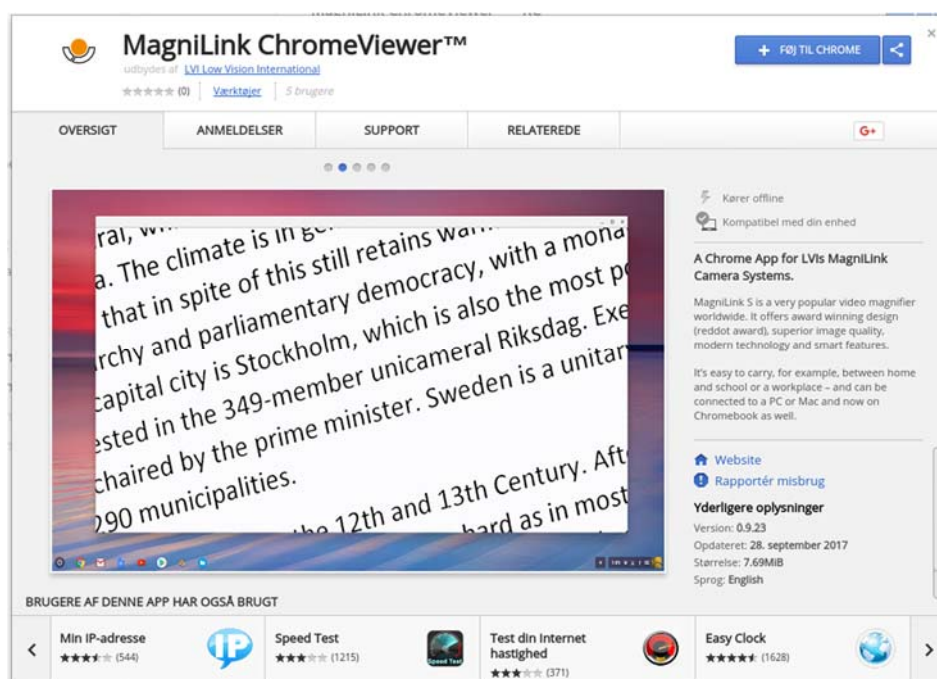 MagniLink ChromeViewer™
udbydes af LVI Low Vision International
(0) Værktøjer 5 brugere
+ FØJ TIL CHROME
OVERSIGT ANMELDELSER SUPPORT RELATEREDE
G+
a. The climate is in
that in spite of this still retains
rchy and parliamentary democracy, with a mona
capital city is Stockholm, which is also the most
ested in the 349-member unicameral Riksdag. Exe
chaired by the prime minister. Sweden is a unitar
290 municipalities.
the 12th and 13th Century. Aft
hard as in most
Kører offline
Kompatibel med din enhed
A Chrome App for LVIs MagniLink
Camera Systems.
MagniLink S is a very popular video magnifier
worldwide. It offers award winning design
(reddot award), superior image quality,
modern technology and smart features.
It's easy to carry, for example, between home
and school or a workplace – and can be
connected to a PC or Mac and now on
Chromebook as well.
Website
Rapportér misbrug
Yderligere oplysninger
Version: 0.9.23
Opdateret: 28. september 2017
Størrelse: 7.69MiB
Sprog: English
BRUGERE AF DENNE APP HAR OGSÅ BRUGT
Min IP-adresse
(544)
IP
Speed Test
(1215)
Speed Test
Test din Internet
hastighed
(371)
Easy Clock
(1628)